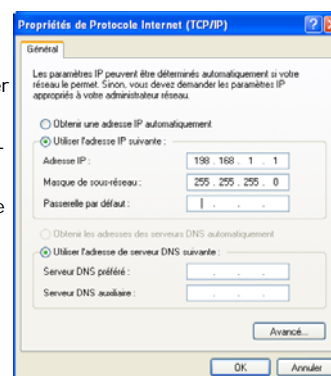 Propriétés de Protocole Internet (TCP/IP)
Général
Les paramètres IP peuvent être déterminés automatiquement si votre
réseau le permet. Sinon, vous devez demander les paramètres IP
appropriés à votre administrateur réseau.
Obtenir une adresse IP automatiquement
Utiliser l'adresse IP suivante :
Adresse IP : 198 . 168 . 1 . 1
Masque de sous-réseau : 255 . 255 . 255 . 0
Passerelle par défaut : . . .
Obtenir les adresses des serveurs DNS automatiquement
Utiliser l'adresse de serveur DNS suivante :
Serveur DNS préféré : . . .
Serveur DNS auxiliaire : . . .
Avancé...
OK Annuler